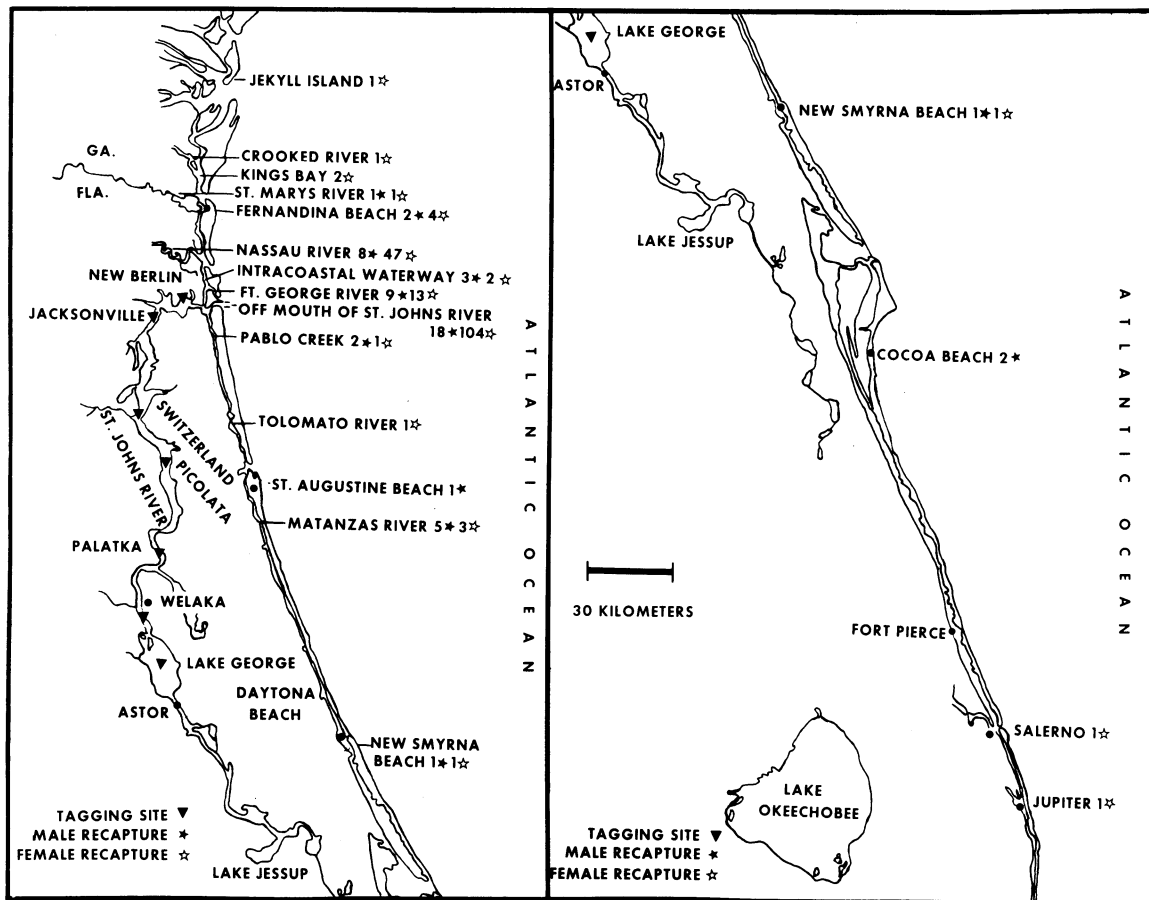 JEKYLL ISLAND 1☆
CROOKED RIVER 1☆
GA.
KINGS BAY 2☆
ST. MARYS RIVER 1★ 1☆
FLA.
FERNANDINA BEACH 2★ 4☆
NASSAU RIVER 8★ 47☆
NEW BERLIN
INTRACOASTAL WATERWAY 3★ 2☆
FT. GEORGE RIVER 9★13☆
OFF MOUTH OF ST. JOHNS RIVER
18★104☆
JACKSONVILLE
PABLO CREEK 2★1☆
SWITZERLAND
TOLOMATO RIVER 1☆
ST. JOHNS RIVER
PICOLATA
ST. AUGUSTINE BEACH 1★
MATANZAS RIVER 5★3☆
PALATKA
WELAKA
LAKE GEORGE
DAYTONA
BEACH
ASTOR
NEW SMYRNA
BEACH 1★1☆
ATLANTIC OCEAN
TAGGING SITE ▼
MALE RECAPTURE ★
FEMALE RECAPTURE ☆
LAKE JESSUP
LAKE GEORGE
ASTOR
NEW SMYRNA BEACH 1★1☆
LAKE JESSUP
COCOA BEACH 2★
ATLANTIC OCEAN
30 KILOMETERS
FORT PIERCE
SALERNO 1☆
LAKE
OKEECHOBEE
JUPITER 1☆
TAGGING SITE ▼
MALE RECAPTURE ★
FEMALE RECAPTURE ☆